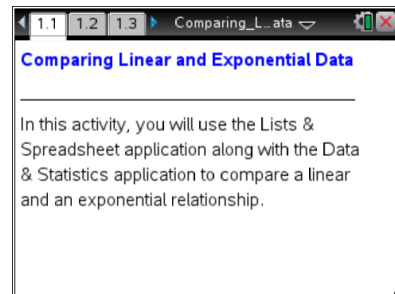 1.1 1.2 1.3 Comparing_L...ata
Comparing Linear and Exponential Data
In this activity, you will use the Lists &
Spreadsheet application along with the Data
& Statistics application to compare a linear
and an exponential relationship.